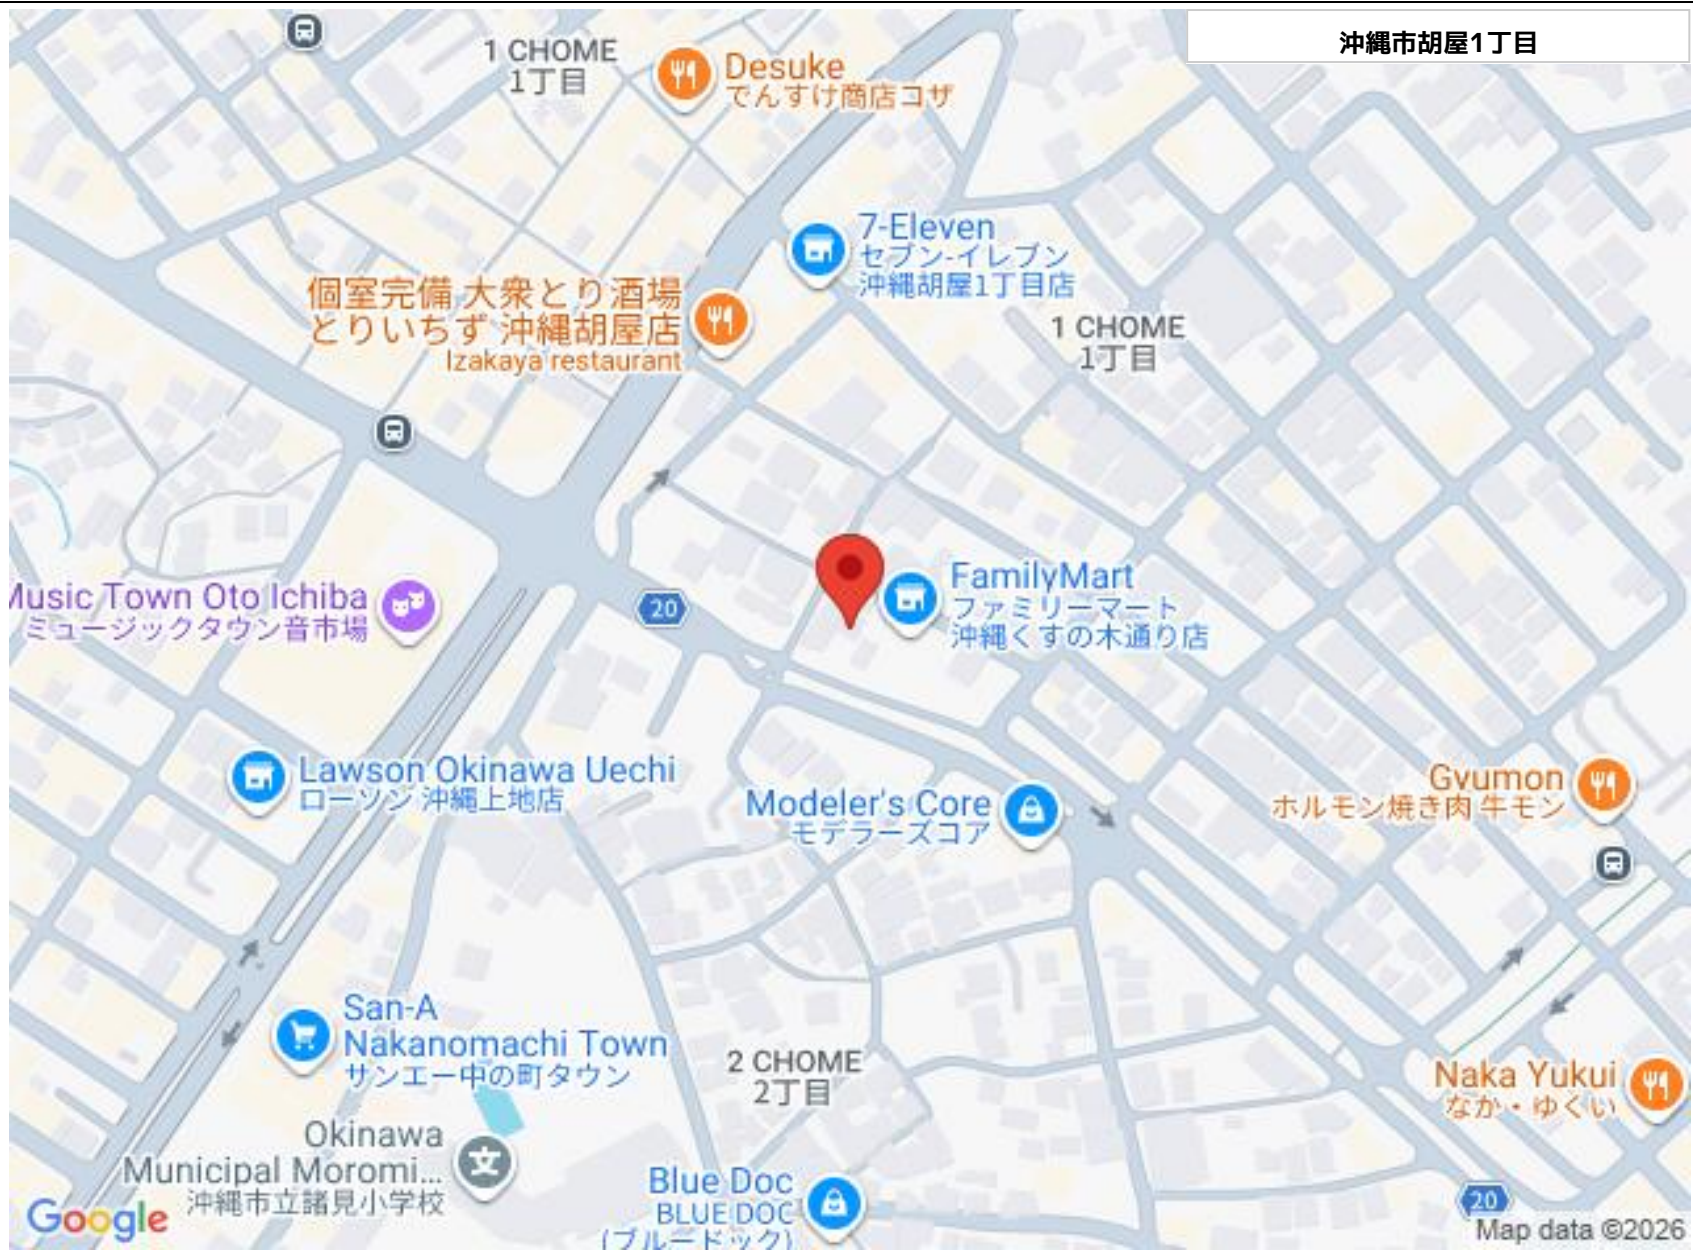 沖縄市胡屋1丁目
1 CHOME
1丁目
Desuke
でんすけ商店コザ
7-Eleven
セブン-イレブン
沖縄胡屋1丁目店
個室完備 大衆とり酒場
とりいちず 沖縄胡屋店
Izakaya restaurant
1 CHOME
1丁目
Music Town Oto Ichiba
ミュージックタウン音市場
20
FamilyMart
ファミリーマート
沖縄くすの木通り店
Lawson Okinawa Uechi
ローソン 沖縄上地店
Modeler's Core
モデラーズコア
Gyumon
ホルモン焼き肉 牛モン
San-A
Nakanomachi Town
サンエー中の町タウン
2 CHOME
2丁目
Naka Yukui
なか・ゆくい
Okinawa
Municipal Moromi...
沖縄市立諸見小学校
文
Blue Doc
BLUE DOC
(ブルードック)
20
Google
Map data ©2026